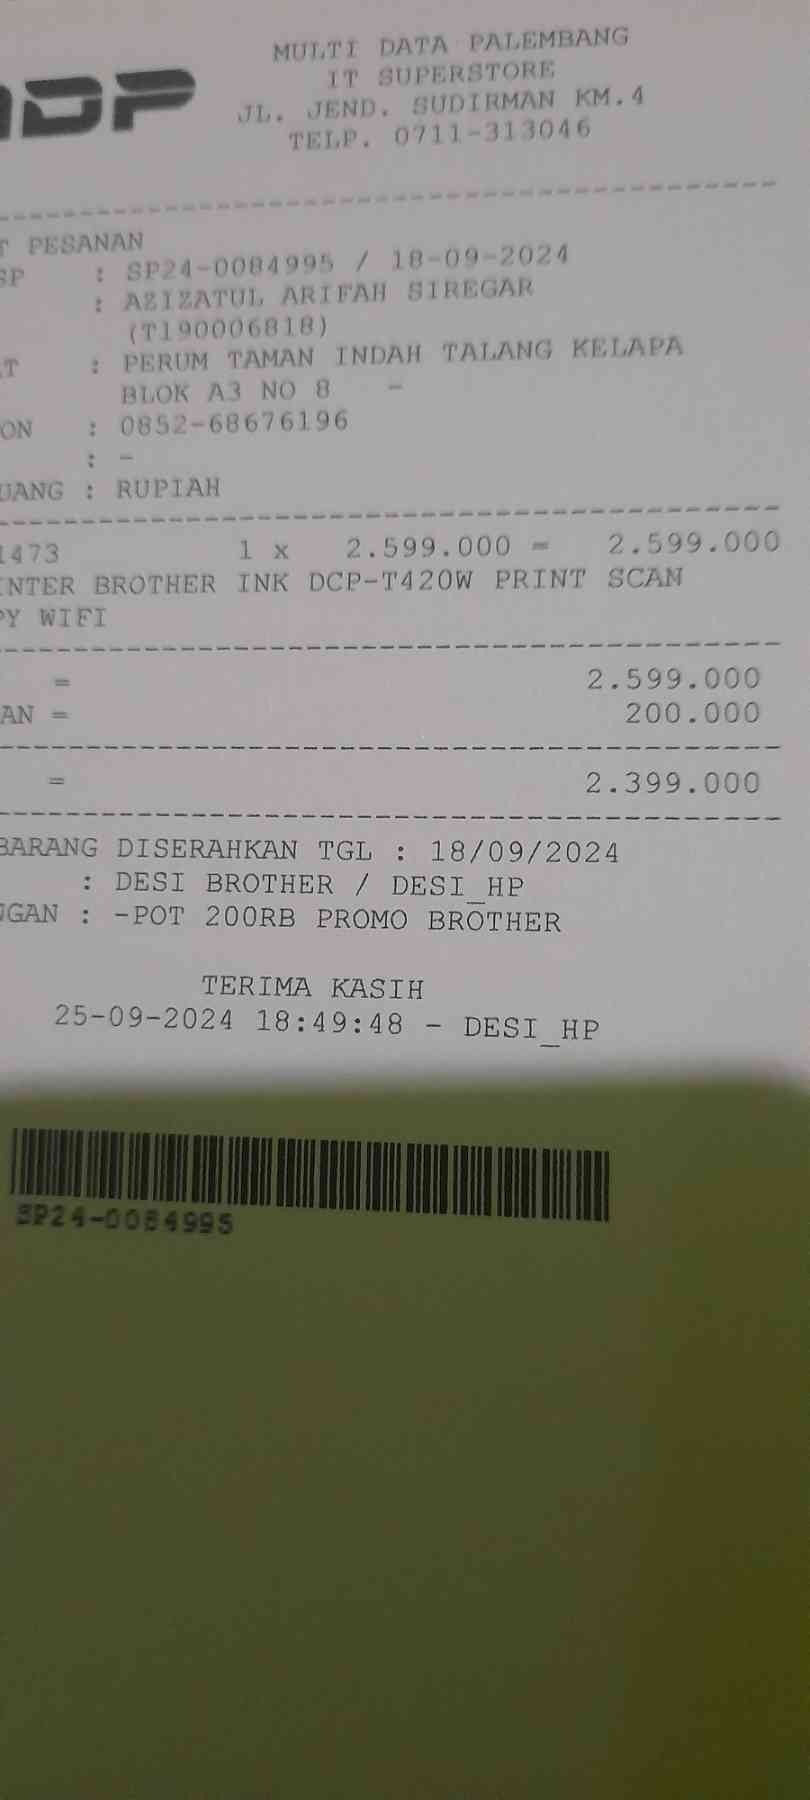 MULTI DATA PALEMBANG
IT SUPERSTORE
JL. JEND. SUDIRMAN KM.4
TELP. 0711-313046
PESANAN
SP : SP24-0084995 / 18-09-2024
: AZIZATUL ARIFAH SIREGAR
(T190006818)
AT : PERUM TAMAN INDAH TALANG KELAPA
BLOK A3 NO 8 -
ON : 0852-68676196
: -
UANG : RUPIAH
1473 1 x 2.599.000 = 2.599.000
INTER BROTHER INK DCP-T420W PRINT SCAN
PY WIFI
= 2.599.000
AN = 200.000
= 2.399.000
BARANG DISERAHKAN TGL : 18/09/2024
: DESI BROTHER / DESI_HP
NGAN : -POT 200RB PROMO BROTHER
TERIMA KASIH
25-09-2024 18:49:48 - DESI_HP
SP24-0084995